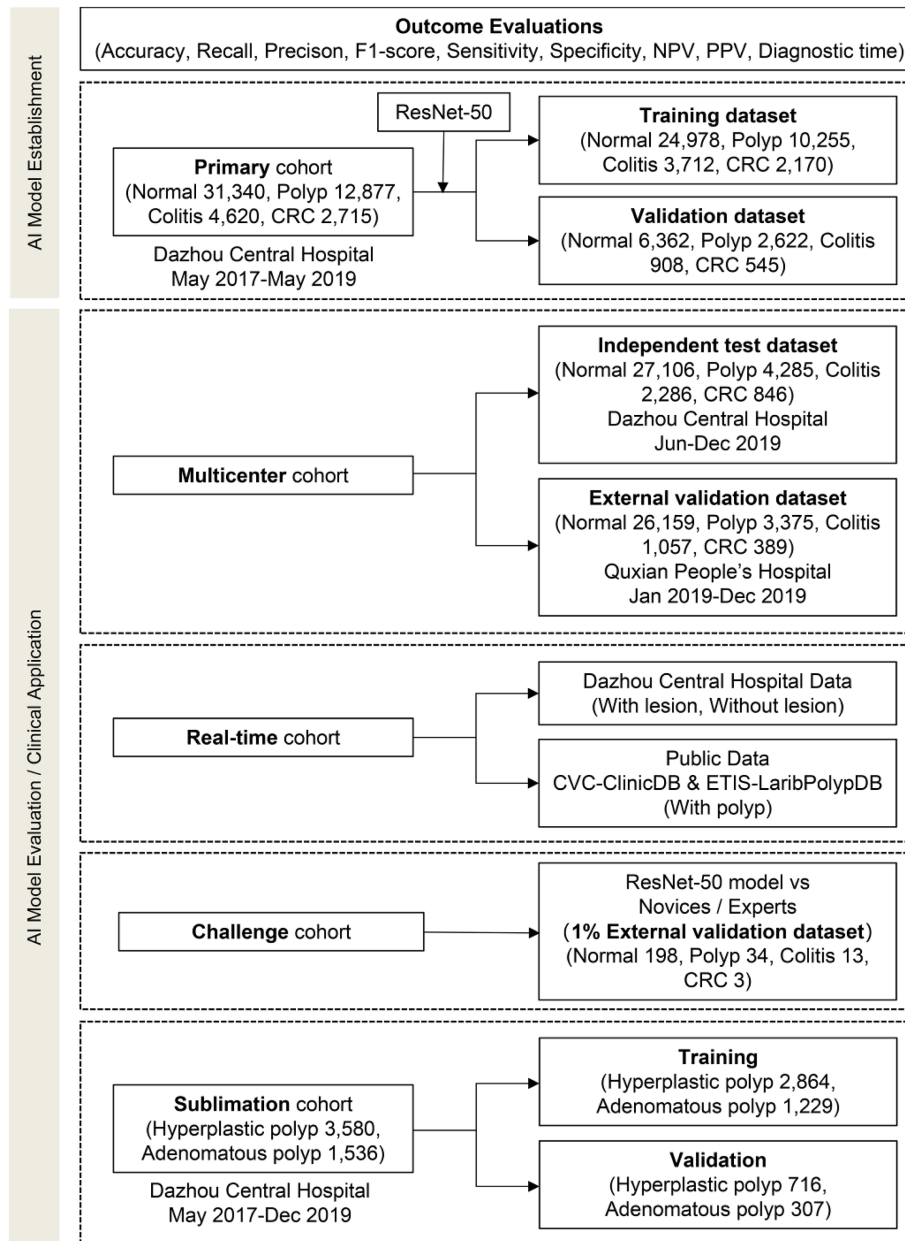 Outcome Evaluations
(Accuracy, Recall, Precison, F1-score, Sensitivity, Specificity, NPV, PPV, Diagnostic time)
AI Model Establishment
ResNet-50
Primary cohort
(Normal 31,340, Polyp 12,877,
Colitis 4,620, CRC 2,715)
Dazhou Central Hospital
May 2017-May 2019
Training dataset
(Normal 24,978, Polyp 10,255,
Colitis 3,712, CRC 2,170)
Validation dataset
(Normal 6,362, Polyp 2,622, Colitis
908, CRC 545)
AI Model Evaluation / Clinical Application
Multicenter cohort
Independent test dataset
(Normal 27,106, Polyp 4,285, Colitis
2,286, CRC 846)
Dazhou Central Hospital
Jun-Dec 2019
External validation dataset
(Normal 26,159, Polyp 3,375, Colitis
1,057, CRC 389)
Quxian People’s Hospital
Jan 2019-Dec 2019
Real-time cohort
Dazhou Central Hospital Data
(With lesion, Without lesion)
Public Data
CVC-ClinicDB & ETIS-LaribPolypDB
(With polyp)
Challenge cohort
ResNet-50 model vs
Novices / Experts
(1% External validation dataset)
(Normal 198, Polyp 34, Colitis 13,
CRC 3)
Sublimation cohort
(Hyperplastic polyp 3,580,
Adenomatous polyp 1,536)
Dazhou Central Hospital
May 2017-Dec 2019
Training
(Hyperplastic polyp 2,864,
Adenomatous polyp 1,229)
Validation
(Hyperplastic polyp 716,
Adenomatous polyp 307)